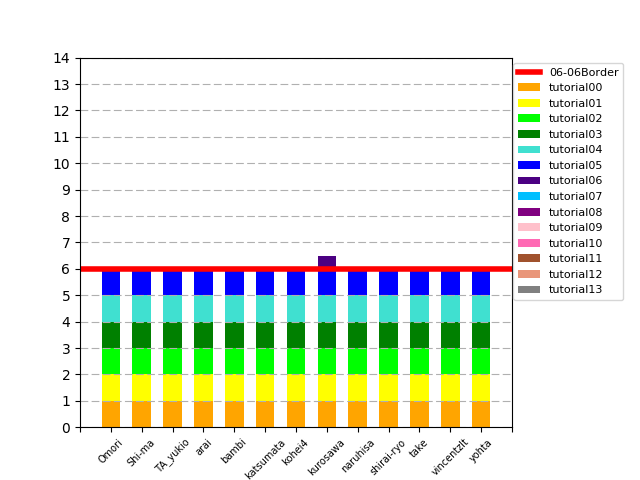 14
13
12
11
10
9
8
7
6
5
4
3
2
1
0
Omori
Shi-ma
TA_yukio
arai
bambi
katsumata
kohei4
kurosawa
naruhisa
shirai-ryo
take
vincentzlt
yohta
06-06Border
tutorial00
tutorial01
tutorial02
tutorial03
tutorial04
tutorial05
tutorial06
tutorial07
tutorial08
tutorial09
tutorial10
tutorial11
tutorial12
tutorial13